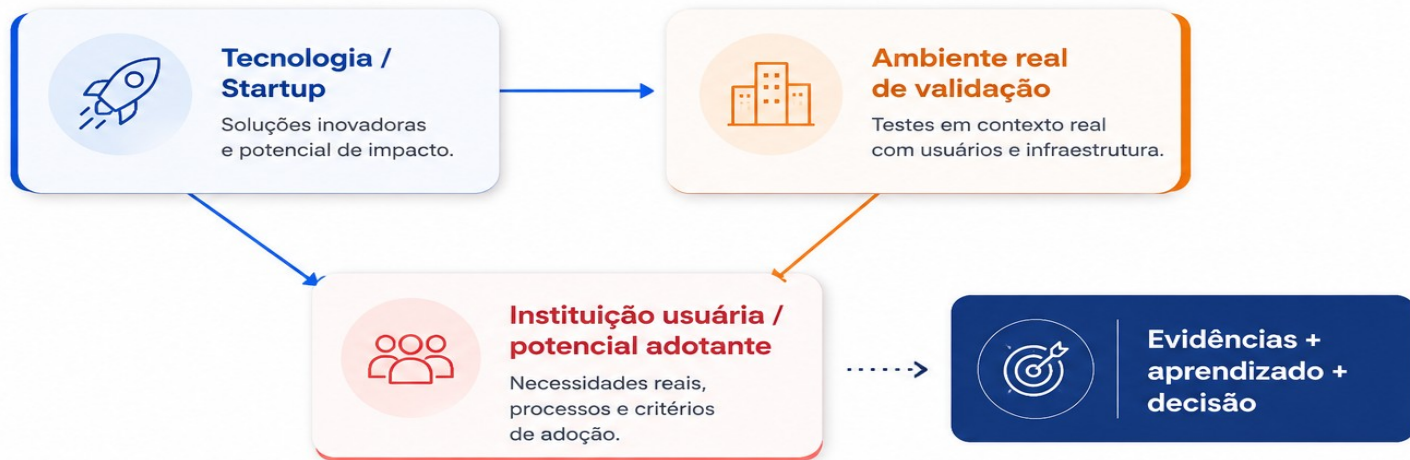 Tecnologia /
Startup
Soluções inovadoras
e potencial de impacto.
Ambiente real
de validação
Testes em contexto real
com usuários e infraestrutura.
Instituição usuária /
potencial adotante
Necessidades reais,
processos e critérios
de adoção.
Evidências +
aprendizado +
decisão